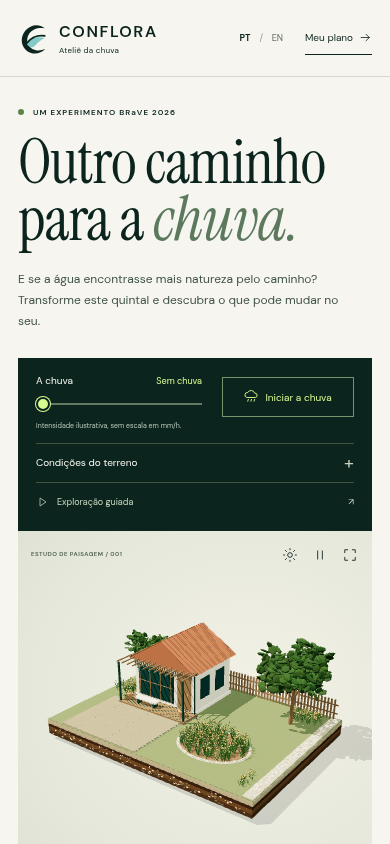 CONFLORA
Ateliê da chuva
PT / EN
Meu plano
UM EXPERIMENTO BRaVE 2026
Outro caminho
para a chuva.
E se a água encontrasse mais natureza pelo caminho?
Transforme este quintal e descubra o que pode mudar no
seu.
A chuva
Sem chuva
Iniciar a chuva
Intensidade ilustrativa, sem escala em mm/h.
Condições do terreno
Exploração guiada
ESTUDO DE PAISAGEM / 001